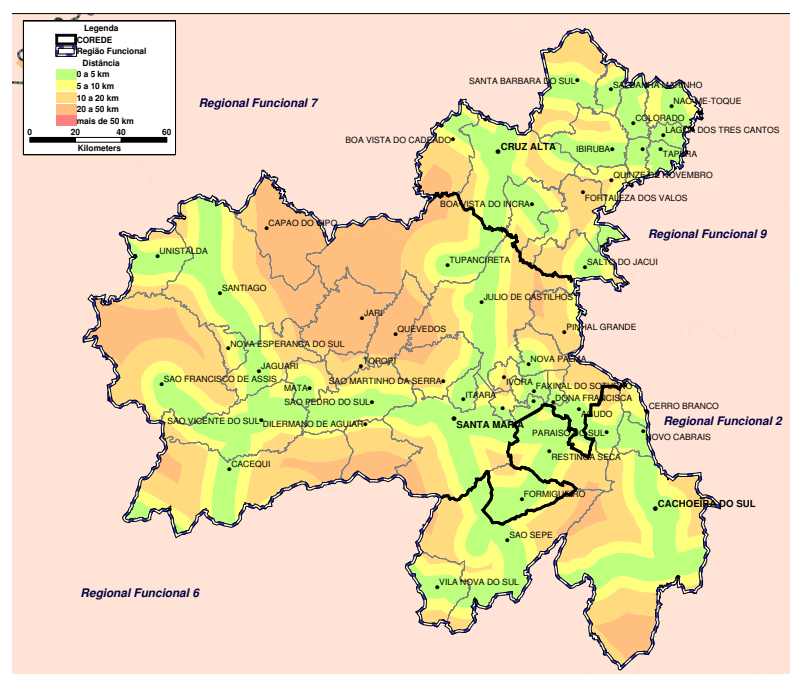 Legenda
COREDE
Região Funcional
Distância
0 a 5 km
5 a 10 km
10 a 20 km
20 a 50 km
mais de 50 km
0 20 40 60
Kilometers
Regional Funcional 7
SANTA BARBARA DO SUL
SALDANHA MARINHO
NAO-ME-TOQUE
COLORADO
LAGOA DOS TRES CANTOS
BOA VISTA DO CADEADO
CRUZ ALTA
IBIRUBA
TAPERA
QUINZE DE NOVEMBRO
FORTALEZA DOS VALOS
BOA VISTA DO INCRA
CAPAO DO CIPO
Regional Funcional 9
UNISTALDA
TUPANCIRETA
SALTO DO JACUI
SANTIAGO
JULIO DE CASTILHOS
JARI
QUEVEDOS
PINHAL GRANDE
NOVA ESPERANCA DO SUL
NOVA PALMA
TOROPI
JAGUARI
SAO FRANCISCO DE ASSIS
MATA
SAO MARTINHO DA SERRA
IVORA
FAXINAL DO SOTURNO
ITAARA
DONA FRANCISCA
SAO PEDRO DO SUL
CERRO BRANCO
AGUDO
Regional Funcional 2
SAO VICENTE DO SUL
DILERMANO DE AGUIAR
SANTA MARIA
PARAISO DO SUL
NOVO CABRAIS
RESTINGA SECA
CACEQUI
FORMIGUEIRO
CACHOEIRA DO SUL
SAO SEPE
VILA NOVA DO SUL
Regional Funcional 6